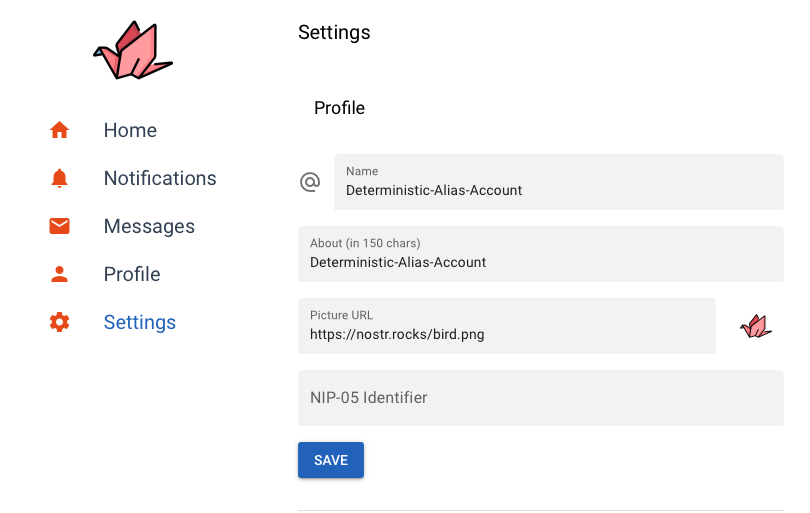 Settings
Home
Notifications
Messages
Profile
Settings
Profile
Name
Deterministic-Alias-Account
About (in 150 chars)
Deterministic-Alias-Account
Picture URL
https://nostr.rocks/bird.png
NIP-05 Identifier
SAVE